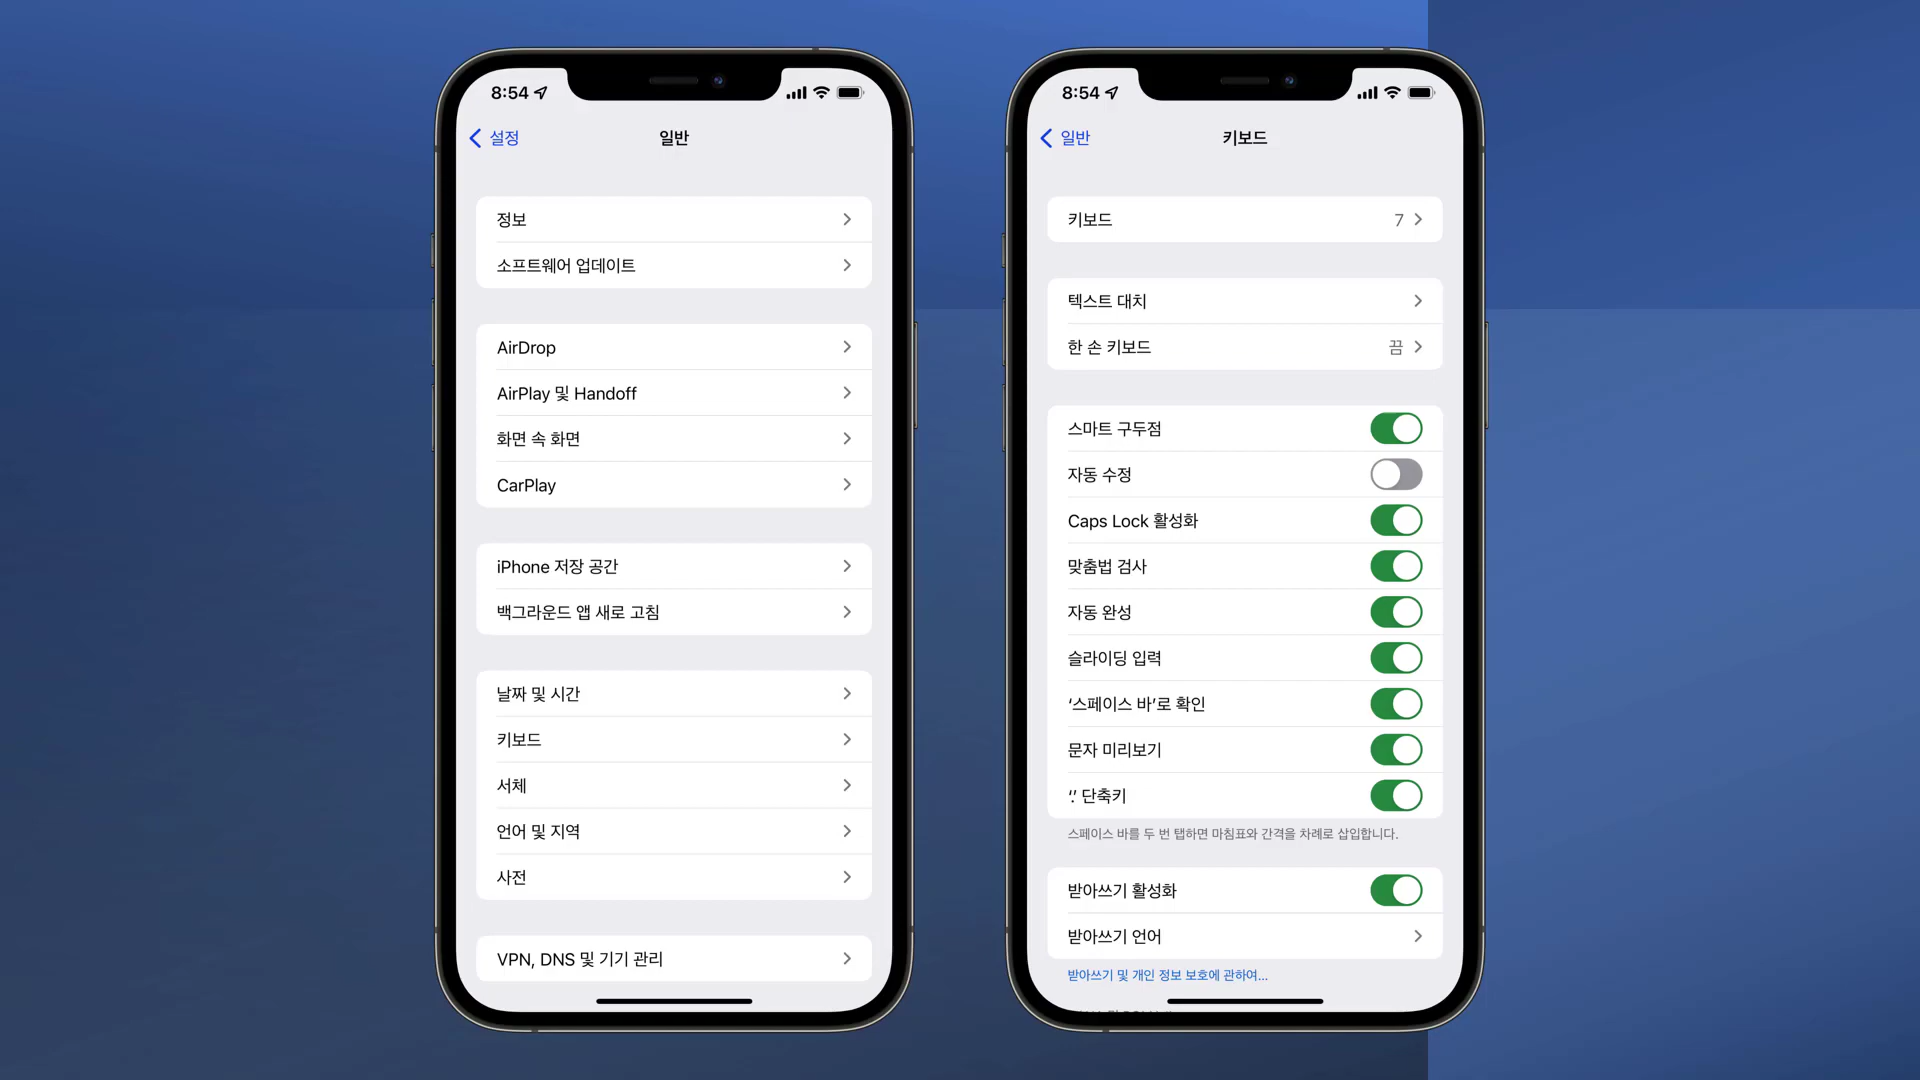 8:54
설정
일반
정보
소프트웨어 업데이트
AirDrop
AirPlay 및 Handoff
화면 속 화면
CarPlay
iPhone 저장 공간
백그라운드 앱 새로 고침
날짜 및 시간
키보드
서체
언어 및 지역
사전
VPN, DNS 및 기기 관리
8:54
일반
키보드
키보드 7
텍스트 대치
한 손 키보드 끔
스마트 구두점
자동 수정
Caps Lock 활성화
맞춤법 검사
자동 완성
슬라이딩 입력
‘스페이스 바’로 확인
문자 미리보기
‘.’ 단축키
스페이스 바를 두 번 탭하면 마침표와 간격을 차례로 삽입합니다.
받아쓰기 활성화
받아쓰기 언어
받아쓰기 및 개인 정보 보호에 관하여...